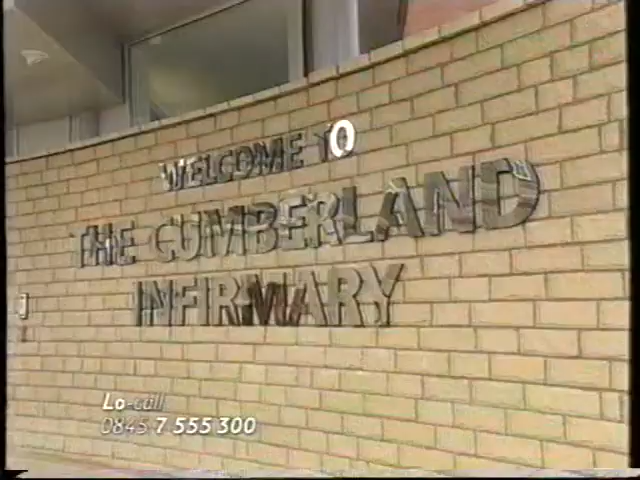 WELCOME TO
THE CUMBERLAND
INFIRMARY
Lo-call
0845 7 555 300